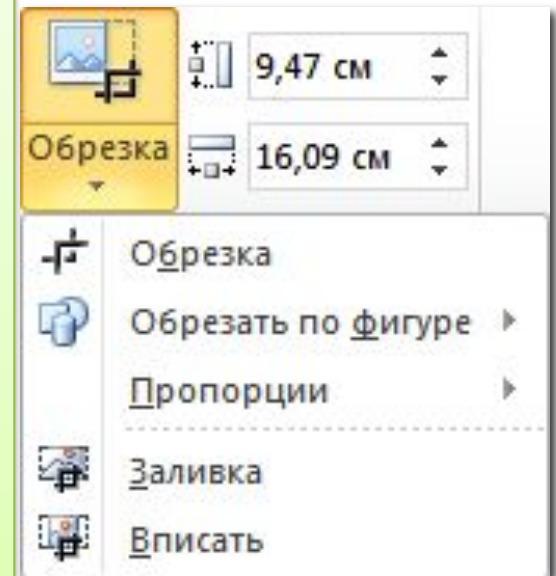 9,47 см
Обрезка
16,09 см
Обрезка
Обрезать по фигуре
Пропорции
Заливка
Вписать